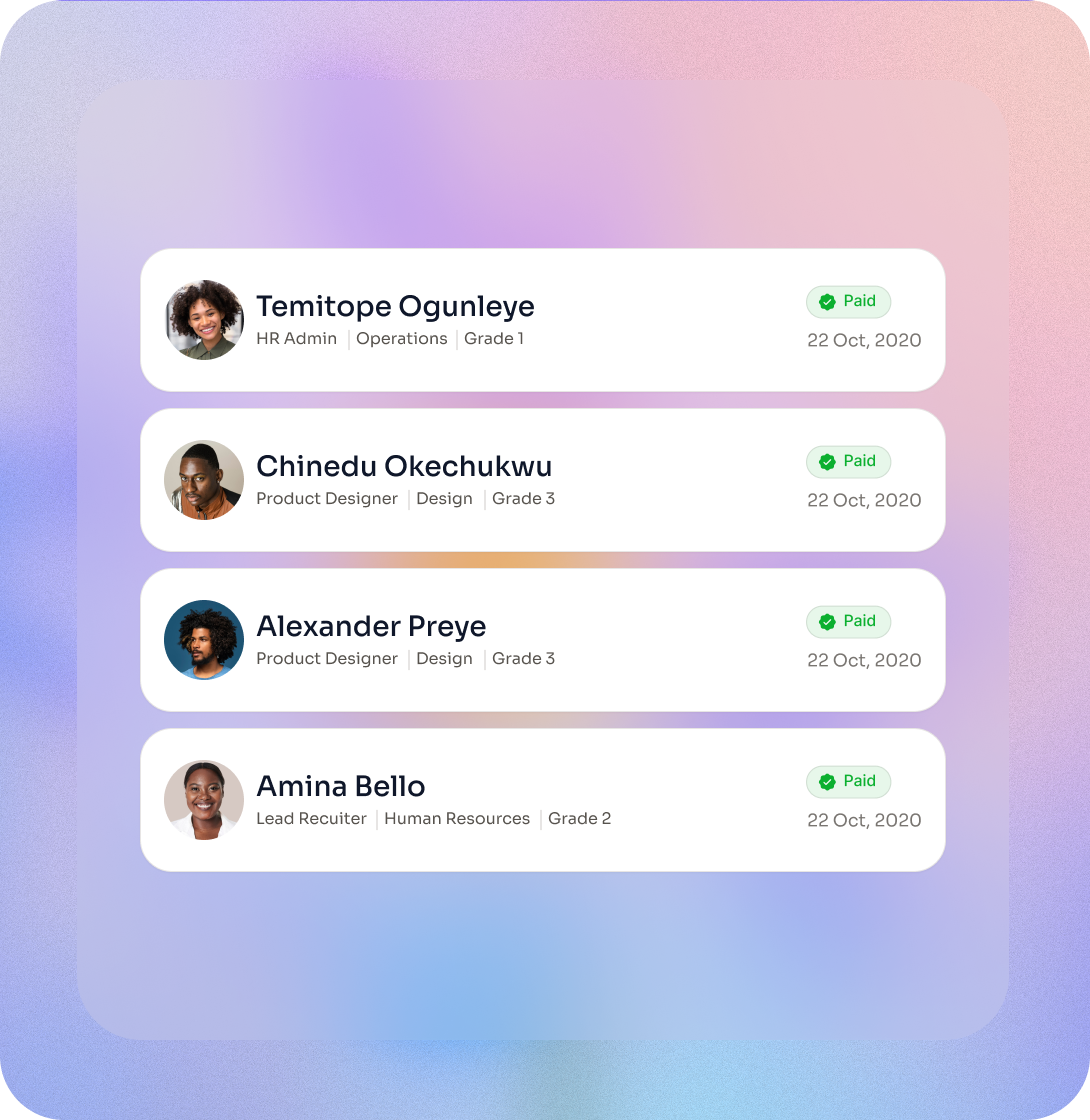 Temitope Ogunleye
HR Admin | Operations | Grade 1
Paid
22 Oct, 2020
Chinedu Okechukwu
Product Designer | Design | Grade 3
Paid
22 Oct, 2020
Alexander Preye
Product Designer | Design | Grade 3
Paid
22 Oct, 2020
Amina Bello
Lead Recuiter | Human Resources | Grade 2
Paid
22 Oct, 2020